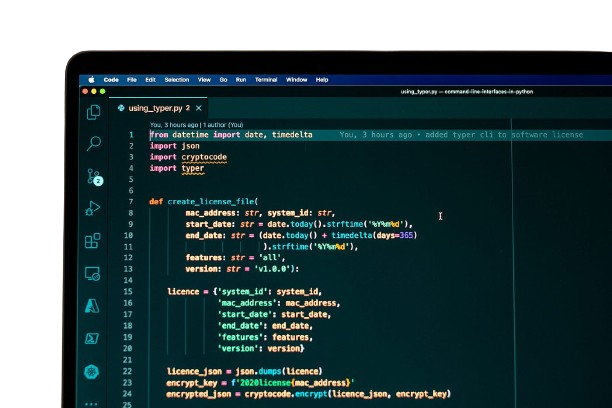 Code File Edit Selection View Go Run Terminal Window Help
using_typer.py — command-line-interfaces-in-python
using_typer.py 2 ×
You, 3 hours ago | 1 author (You)
1 from datetime import date, timedelta You, 3 hours ago • added typer cli to software license
2 import json
3 import cryptocode
4 import typer
5
6
7 def create_license_file(
8 mac_address: str, system_id: str,
9 start_date: str = date.today().strftime('%Y%m%d'),
10 end_date: str = (date.today() + timedelta(days=365)
11 ).strftime('%Y%m%d'),
12 features: str = 'all',
13 version: str = 'v1.0.0'):
14
15 licence = {'system_id': system_id,
16 'mac_address': mac_address,
17 'start_date': start_date,
18 'end_date': end_date,
19 'features': features,
20 'version': version}
21
22 licence_json = json.dumps(licence)
23 encrypt_key = f'2020license{mac_address}'
24 encrypted_json = cryptocode.encrypt(licence_json, encrypt_key)
25
2